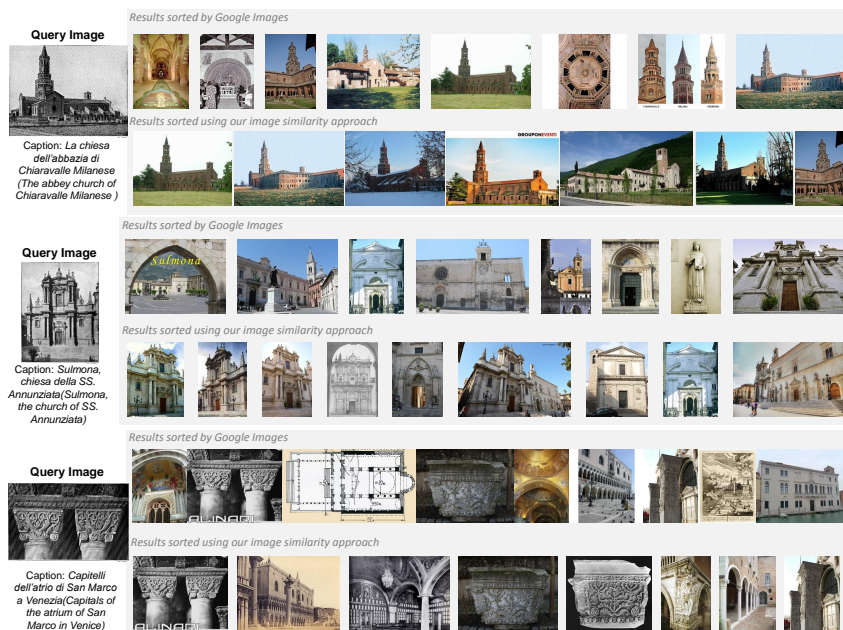 Results sorted by Google Images
Query Image
Caption: La chiesa
dell'abbazia di
Chiaravalle Milanese
(The abbey church of
Chiaravalle Milanese )
Results sorted using our image similarity approach
GROUPONEVENTI
Results sorted by Google Images
Query Image
Sulmona
Caption: Sulmona,
chiesa della SS.
Annunziata(Sulmona,
the church of SS.
Annunziata)
Results sorted using our image similarity approach
Results sorted by Google Images
Query Image
ALINARI
Caption: Capitelli
dell'atrio di San Marco
a Venezia(Capitals of
the atrium of San
Marco in Venice)
Results sorted using our image similarity approach
ALINARI